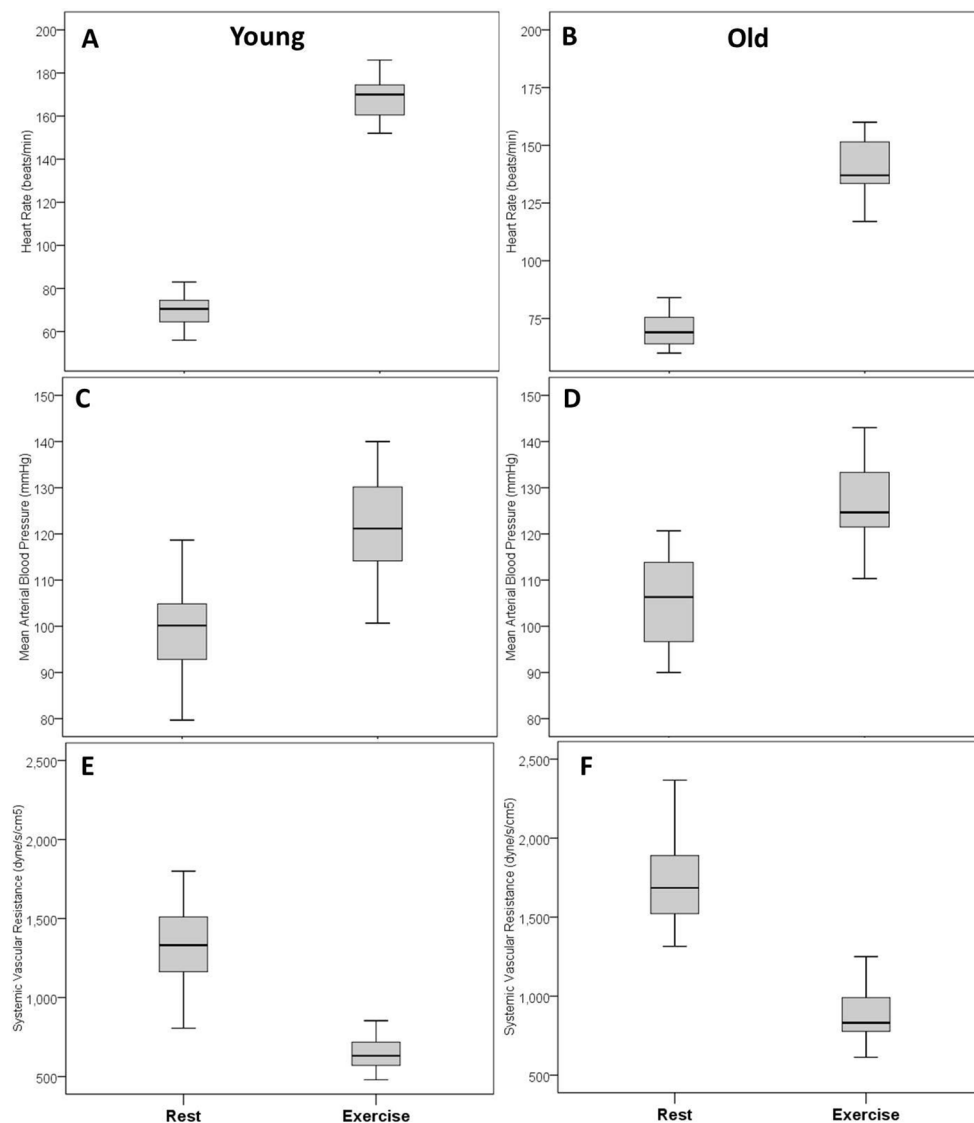 A
Young
Heart Rate (beats/min)
200
180
160
140
120
100
80
60
B
Old
Heart Rate (beats/min)
200
175
150
125
100
75
C
Mean Arterial Blood Pressure (mmHg)
150
140
130
120
110
100
90
80
D
Mean Arterial Blood Pressure (mmHg)
150
140
130
120
110
100
90
80
E
Systemic Vascular Resistance (dyne/s/cm5)
2,500
2,000
1,500
1,000
500
Rest
Exercise
F
Systemic Vascular Resistance (dyne/s/cm5)
2,500
2,000
1,500
1,000
500
Rest
Exercise